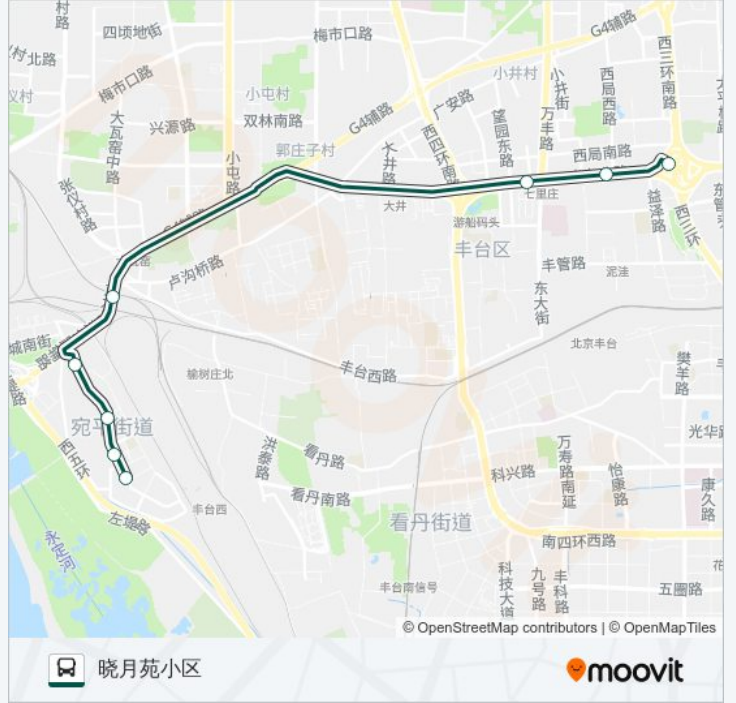 村路
四顷地街
梅市口路
G4辅路
西三环南路
村北路
小井村
小井街
西局西路
议村
梅市口路
小屯村
广安路
万丰路
望园东路
大瓦窑中路
兴源路
双林南路
G4辅路
西四环南路
郭庄子村
大井路
西局南路
小屯路
张仪村路
七里庄
益泽路
大井
西三环
游船码头
丰台区
卢沟桥路
丰管路
泥洼
东大街
城南街
北京丰台
樊羊路
榆树庄北
丰台西路
宛平街道
光华路
西五环
洪泰路
看丹路
万寿路南延
怡康路
科兴路
看丹南路
康久路
丰台西
左堤路
看丹街道
永定河
南四环西路
丰台南信号
科技大道
九号路
丰科路
五圈路
© OpenStreetMap contributors | © OpenMapTiles
晓月苑小区
moovit